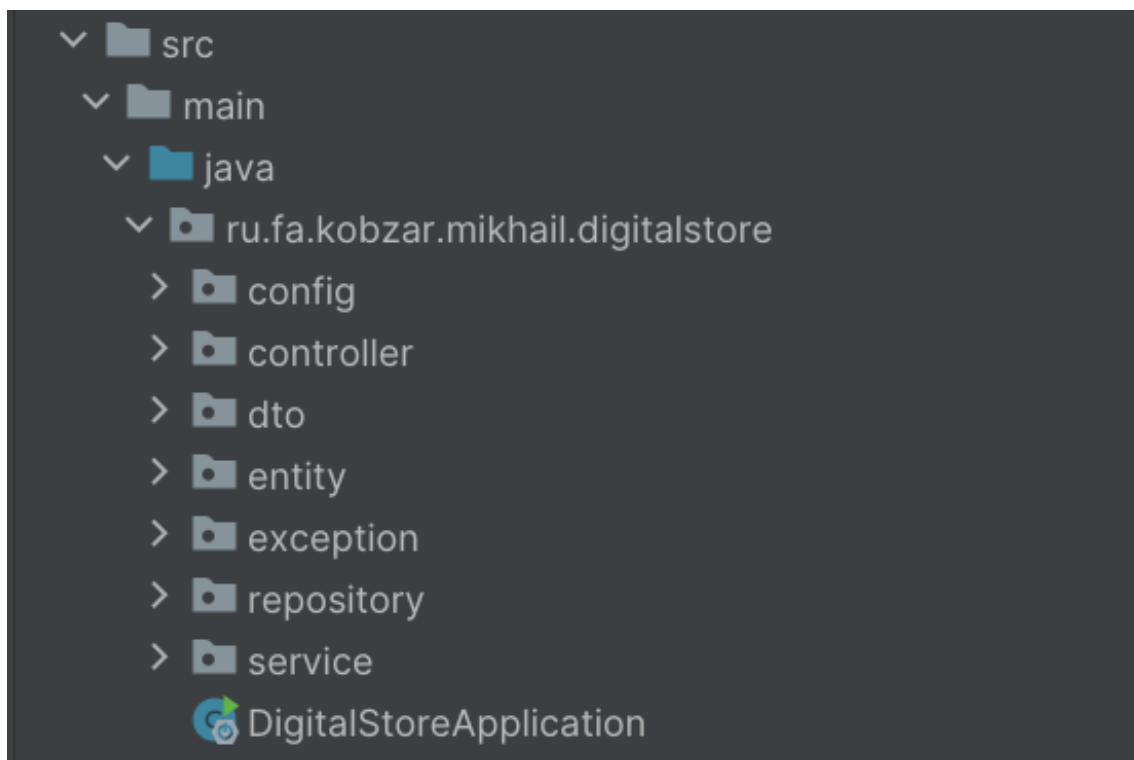 src
main
java
ru.fa.kobzar.mikhail.digitalstore
config
controller
dto
entity
exception
repository
service
DigitalStoreApplication